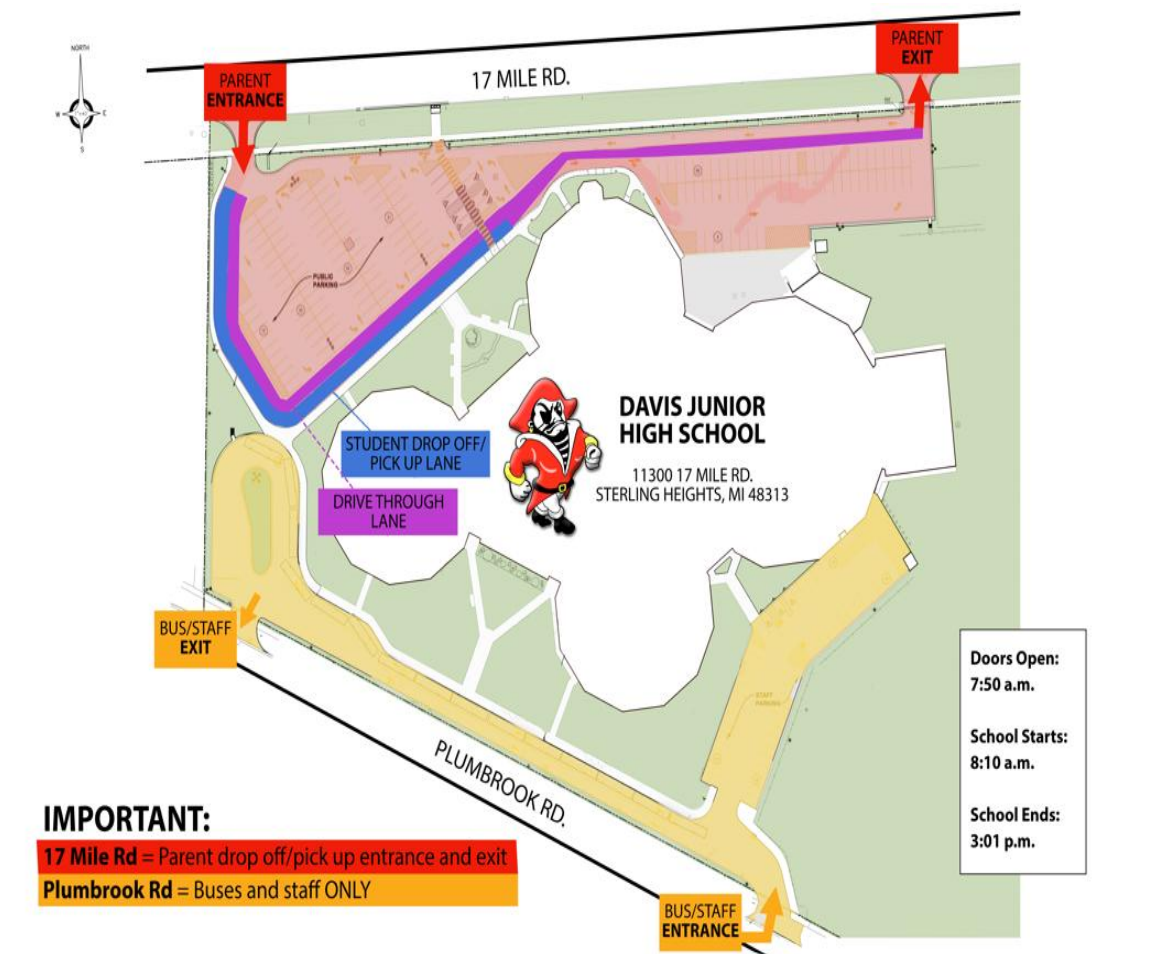 NORTH
W
E
S
PARENT
ENTRANCE
17 MILE RD.
PARENT
EXIT
PUBLIC
PARKING
STUDENT DROP OFF/
PICK UP LANE
DRIVE THROUGH
LANE
DAVIS JUNIOR
HIGH SCHOOL
11300 17 MILE RD.
STERLING HEIGHTS, MI 48313
BUS/STAFF
EXIT
STAFF
PARKING
PLUMBROOK RD.
Doors Open:
7:50 a.m.
School Starts:
8:10 a.m.
School Ends:
3:01 p.m.
IMPORTANT:
17 Mile Rd = Parent drop off/pick up entrance and exit
Plumbrook Rd = Buses and staff ONLY
BUS/STAFF
ENTRANCE